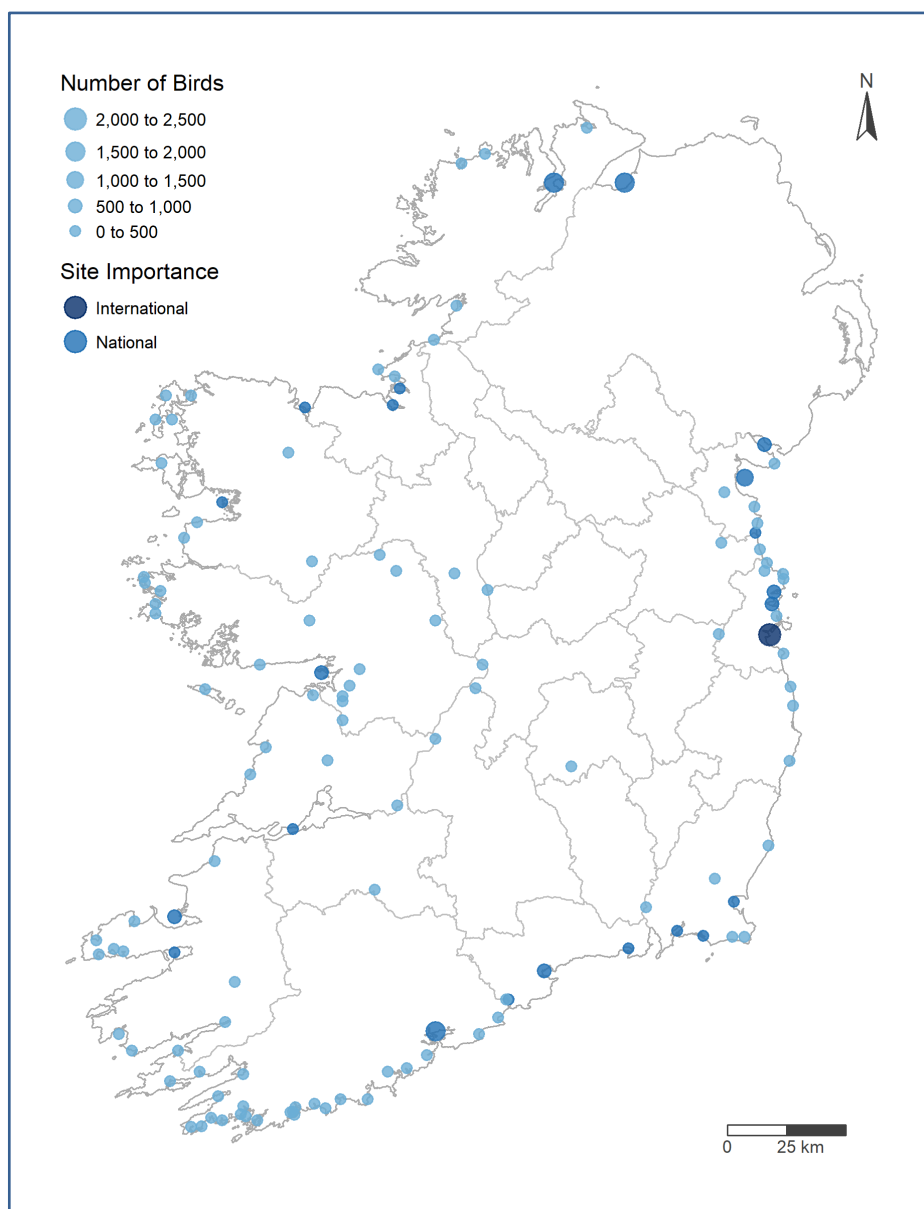 Number of Birds
2,000 to 2,500
1,500 to 2,000
1,000 to 1,500
500 to 1,000
0 to 500
Site Importance
International
National
N
0 25 km